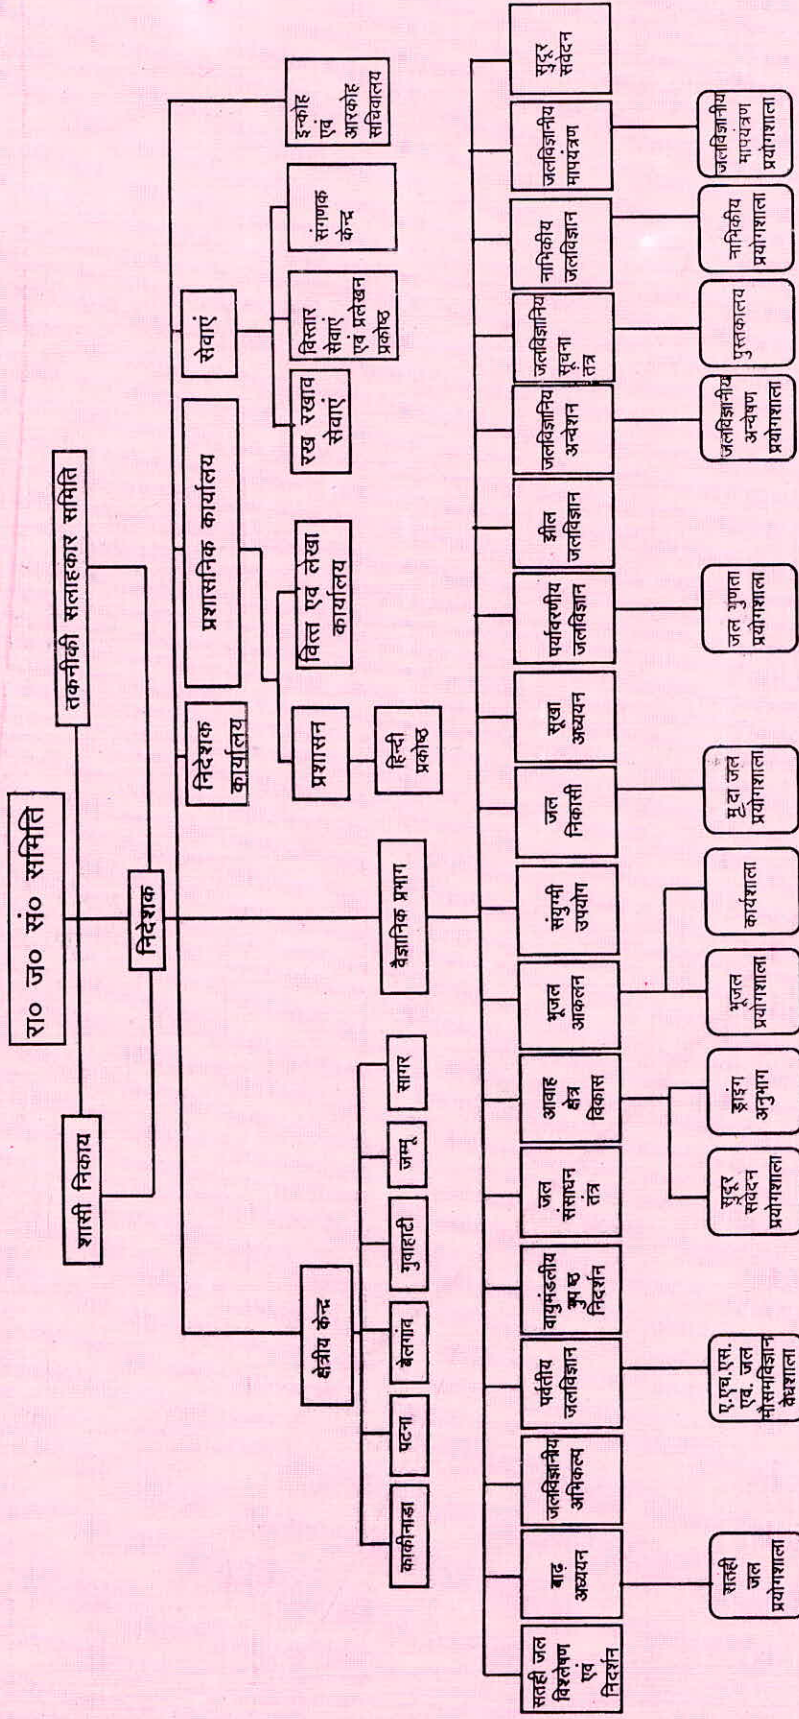 रा० ज० सं० समिति
शासी निकाय
तकनीकी सलाहकार समिति
निदेशक
क्षेत्रीय केन्द्र
काकीनाडा
पटना
बेलगांव
गुवाहाटी
जम्मू
सागर
वैज्ञानिक प्रमाग
निदेशक
कार्यालय
प्रशासनिक कार्यालय
प्रशासन
हिन्दी
प्रकोष्ठ
वित्त एवं लेखा
कार्यालय
सेवाएं
रख रखाव
सेवाएं
विस्तार
सेवाएं
एवं प्रलेखन
प्रकोष्ठ
संगणक
केन्द्र
इन्कोह
एवं
आरकोह
सचिवालय
सतही जल
विश्लेषण
एवं
निदर्शन
बाढ़
अध्ययन
जलविज्ञानीय
अभिकल्प
पर्वतीय
जलविज्ञान
वायुमंडलीय
निदर्शन
जल
संसाधन
तंत्र
आवाह
क्षेत्र
विकास
भूजल
आकलन
संयुग्मी
उपयोग
जल
निकासी
सूखा
अध्ययन
पर्यावरणीय
जलविज्ञान
झील
जलविज्ञान
जलविज्ञानिय
अन्वेशन
जलविज्ञानिय
सूचना
तंत्र
नाभिकीय
जलविज्ञान
जलविज्ञानीय
मापयंत्रण
सुदूर
संवेदन
सतही
जल
प्रयोगशाला
ए.एच.एस.
एवं. जल
मौसमविज्ञान
वेधशाला
सुदूर
संवेदन
प्रयोगशाला
ड्राइंग
अनुभाग
भूजल
प्रयोगशाला
कार्यशाला
मृदा जल
प्रयोगशाला
जल गुणता
प्रयोगशाला
जलविज्ञानीय
अन्वेषण
प्रयोगशाला
पुस्तकालय
नाभिकीय
प्रयोगशाला
जलविज्ञानीय
मापयंत्रण
प्रयोगशाला